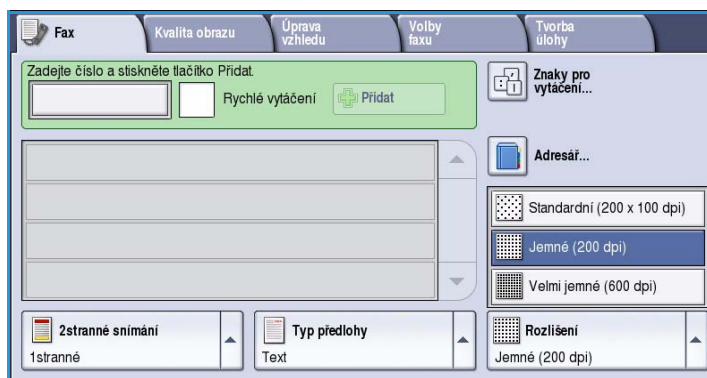 Fax
Kvalita obrazu
Úprava
vzhledu
Volby
faxu
Tvorba
úlohy
Zadejte číslo a stiskněte tlačítko Přidat.
Rychlé vytáčení
Přidat
Znaky pro
vytáčení...
Adresář...
Standardní (200 x 100 dpi)
Jemné (200 dpi)
Velmi jemné (600 dpi)
2stranné snímání
1stranné
Typ předlohy
Text
Rozlišení
Jemné (200 dpi)